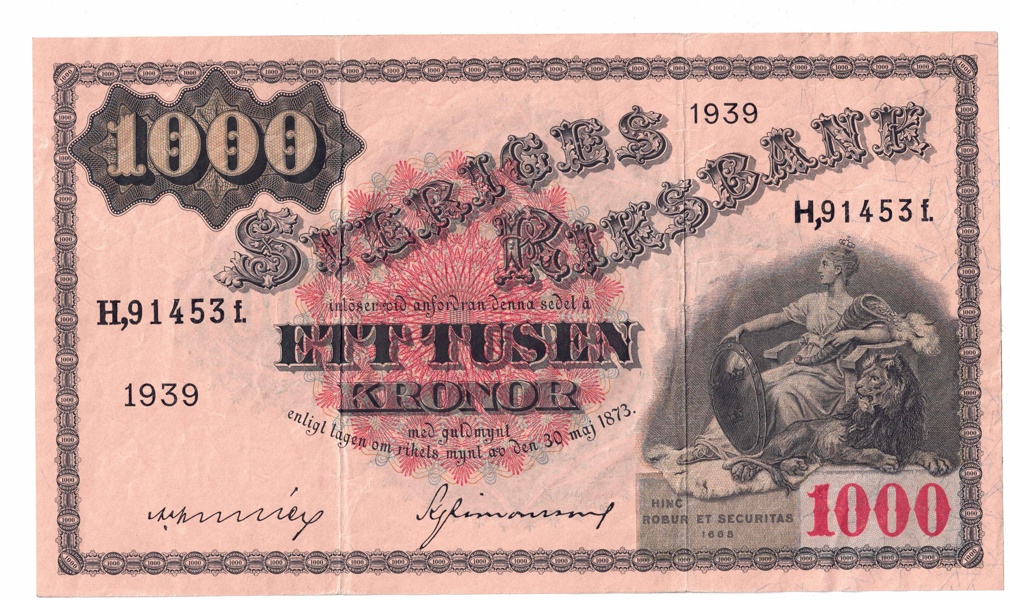 1000
SVERIGES
1939
RIKSBANK
H,91453 f.
inlöser vid anfordran denna sedel å
H,91453 f.
ETT TUSEN
1939
KRONOR
med guldmynt
enligt lagen om rikets mynt av den 30 maj 1873.
HINC
ROBUR ET SECURITAS
1668
1000